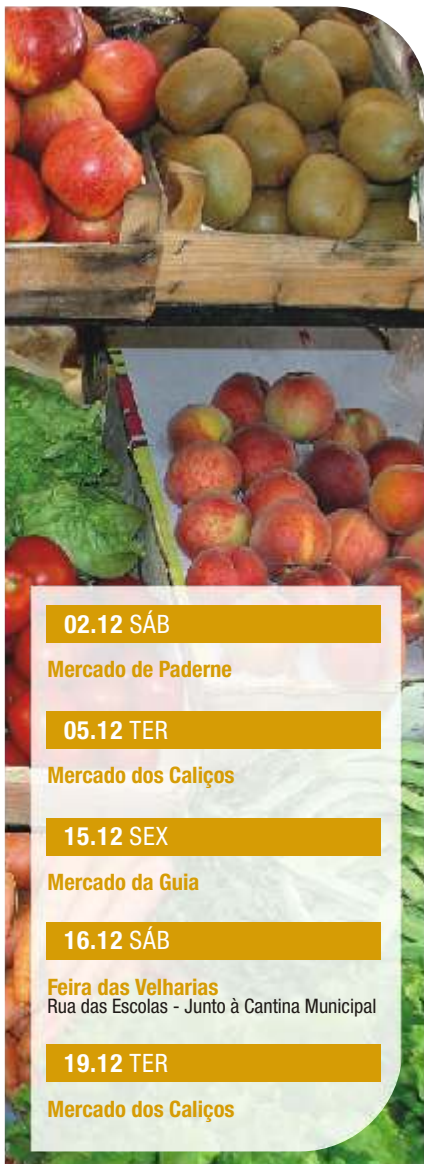 02.12 SÁB
Mercado de Paderne
05.12 TER
Mercado dos Caliços
15.12 SEX
Mercado da Guia
16.12 SÁB
Feira das Velharias
Rua das Escolas - Junto à Cantina Municipal
19.12 TER
Mercado dos Caliços